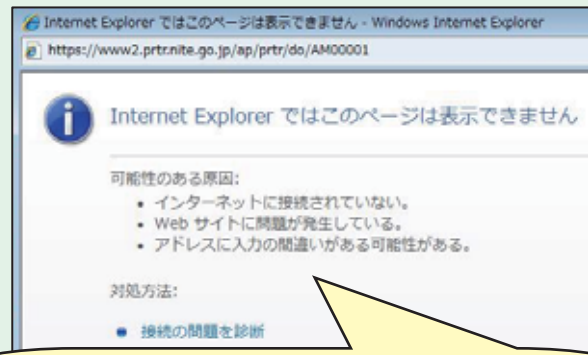 Internet Explorer ではこのページは表示できません - Windows Internet Explorer
https://www2.prtr.nite.go.jp/ap/prtr/do/AM00001
Internet Explorer ではこのページは表示できません
可能性のある原因:
• インターネットに接続されていない。
• Web サイトに問題が発生している。
• アドレスに入力の間違いがある可能性がある。
対処方法:
接続の問題を診断